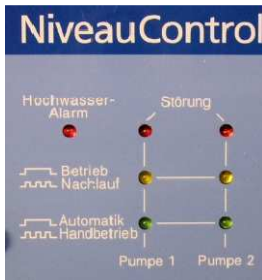 NiveauControl
Hochwasser-
Alarm
Störung
Betrieb
Nachlauf
Automatik
Handbetrieb
Pumpe 1
Pumpe 2